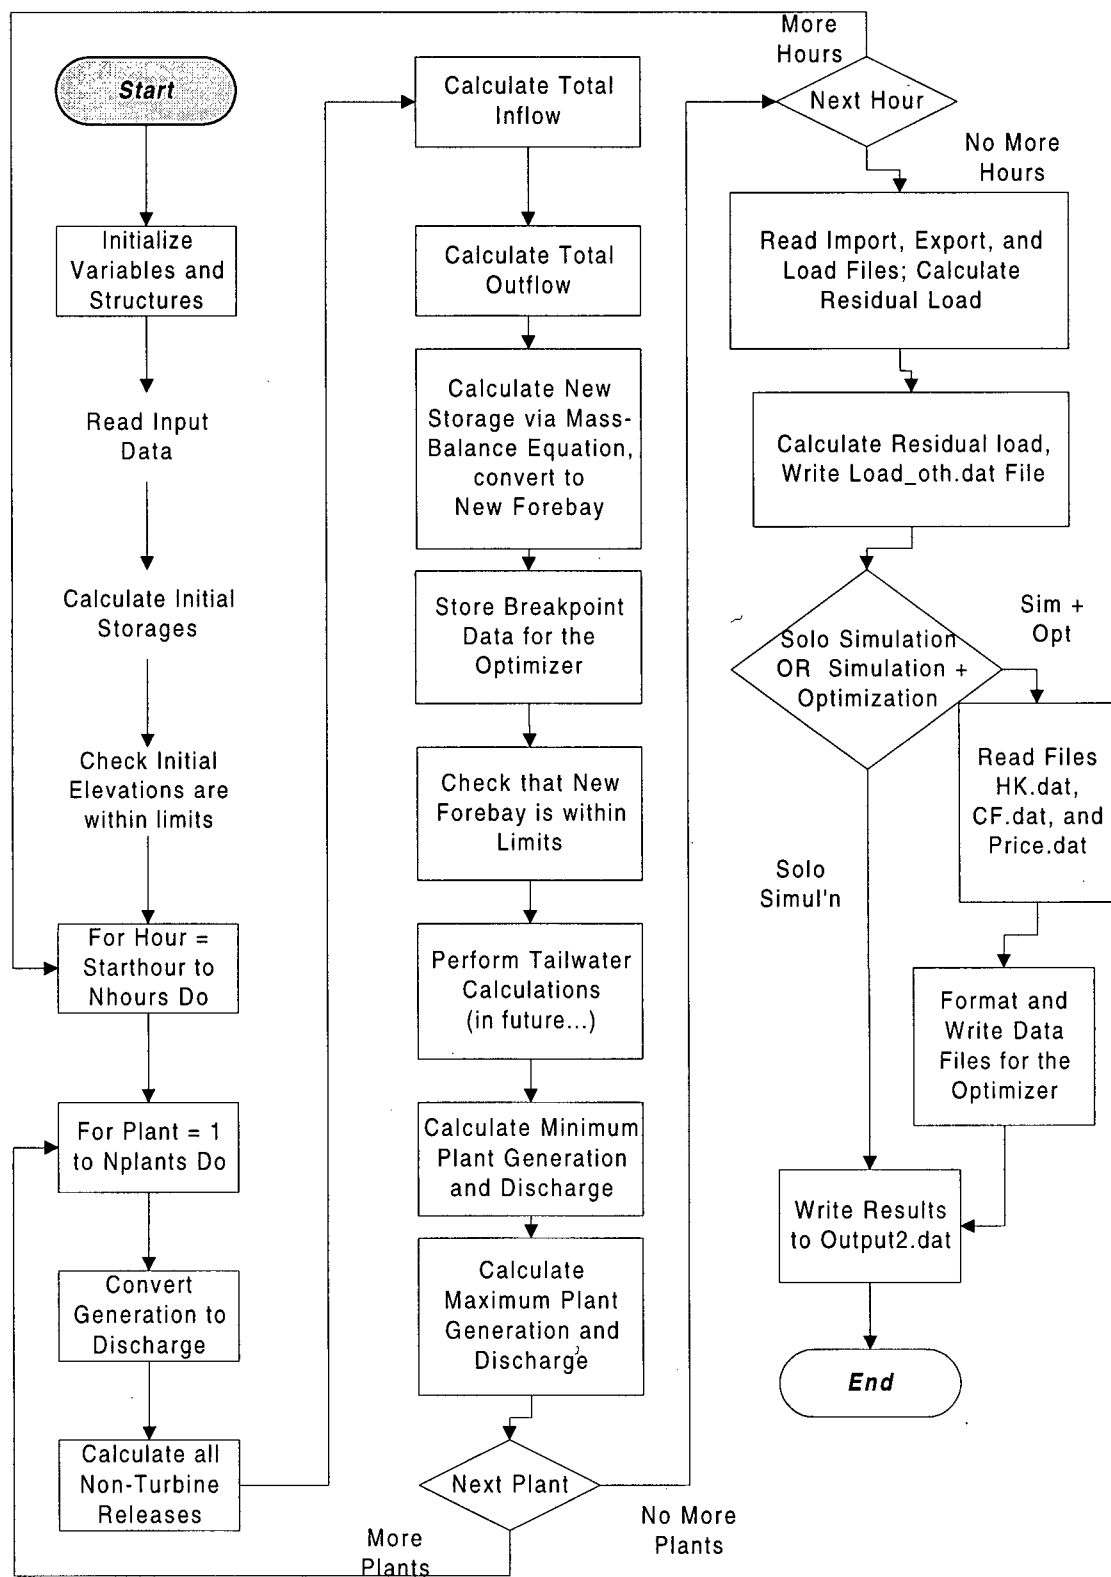 Start
Initialize
Variables and
Structures
Read Input
Data
Calculate Initial
Storages
Check Initial
Elevations are
within limits
For Hour =
Starthour to
Nhours Do
For Plant = 1
to Nplants Do
Convert
Generation to
Discharge
Calculate all
Non-Turbine
Releases
Calculate Total
Inflow
Calculate Total
Outflow
Calculate New
Storage via Mass-
Balance Equation,
convert to
New Forebay
Store Breakpoint
Data for the
Optimizer
Check that New
Forebay is within
Limits
Perform Tailwater
Calculations
(in future...)
Calculate Minimum
Plant Generation
and Discharge
Calculate
Maximum Plant
Generation and
Discharge
Next Plant
More
Plants
No More
Plants
More
Hours
Next Hour
No More
Hours
Read Import, Export, and
Load Files; Calculate
Residual Load
Calculate Residual load,
Write Load_oth.dat File
Solo Simulation
OR Simulation +
Optimization
Sim +
Opt
Solo
Simul'n
Read Files
HK.dat,
CF.dat, and
Price.dat
Format and
Write Data
Files for the
Optimizer
Write Results
to Output2.dat
End